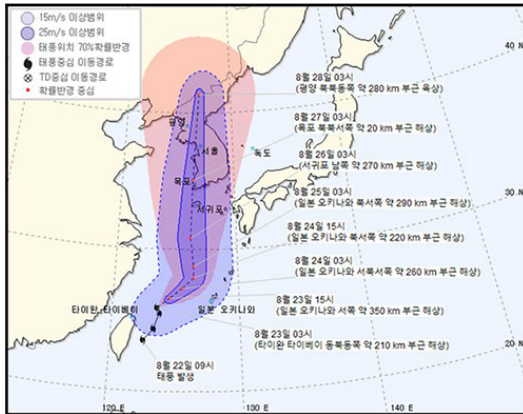 15m/s 이상범위
25m/s 이상범위
태풍위치 70%확률반경
태풍중심 이동경로
TD중심 이동경로
확률반경 중심
8월 28일 03시
(평양 북북동쪽 약 280 km 부근 육상)
평양
8월 27일 03시
(목포 북북서쪽 약 20 km 부근 해상)
서울
독도
8월 26일 03시
(서귀포 남쪽 약 270 km 부근 해상)
40 N
목포
8월 25일 03시
(일본 오키나와 북서쪽 약 290 km 부근 해상)
서귀포
30 N
8월 24일 15시
(일본 오키나와 북서쪽 약 220 km 부근 해상)
8월 24일 03시
(일본 오키나와 서북서쪽 약 260 km 부근 해상)
8월 23일 15시
(일본 오키나와 서쪽 약 350 km 부근 해상)
타이완 타이베이
일본 오키나와
8월 23일 03시
(타이완 타이베이 동북동쪽 약 210 km 부근 해상)
20 N
8월 22일 09시
태풍 발생
120 E
130 E
140 E